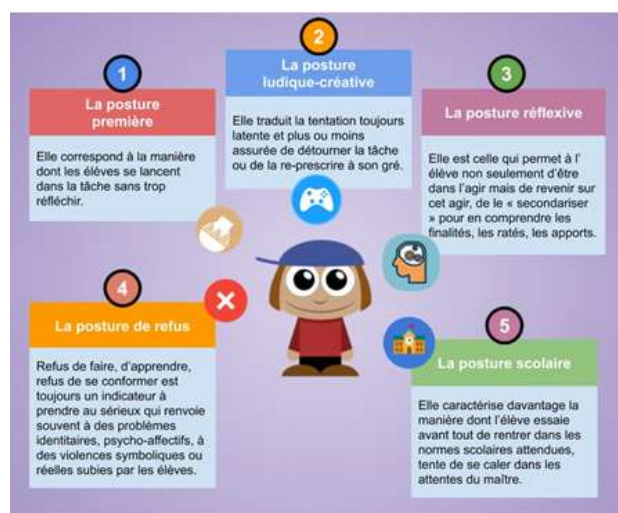 1
La posture
première
Elle correspond à la manière
dont les élèves se lancent
dans la tâche sans trop
réfléchir.
2
La posture
ludique-créative
Elle traduit la tentation toujours
latente et plus ou moins
assurée de détourner la tâche
ou de la re-prescrire à son gré.
3
La posture réflexive
Elle est celle qui permet à l'
élève non seulement d'être
dans l'agir mais de revenir sur
cet agir, de le « secondariser
» pour en comprendre les
finalités, les ratés, les apports.
4
La posture de refus
Refus de faire, d'apprendre,
refus de se conformer est
toujours un indicateur à
prendre au sérieux qui renvoie
souvent à des problèmes
identitaires, psycho-affectifs, à
des violences symboliques ou
réelles subies par les élèves.
5
La posture scolaire
Elle caractérise davantage la
manière dont l'élève essaie
avant tout de rentrer dans les
normes scolaires attendues,
tente de se caler dans les
attentes du maître.